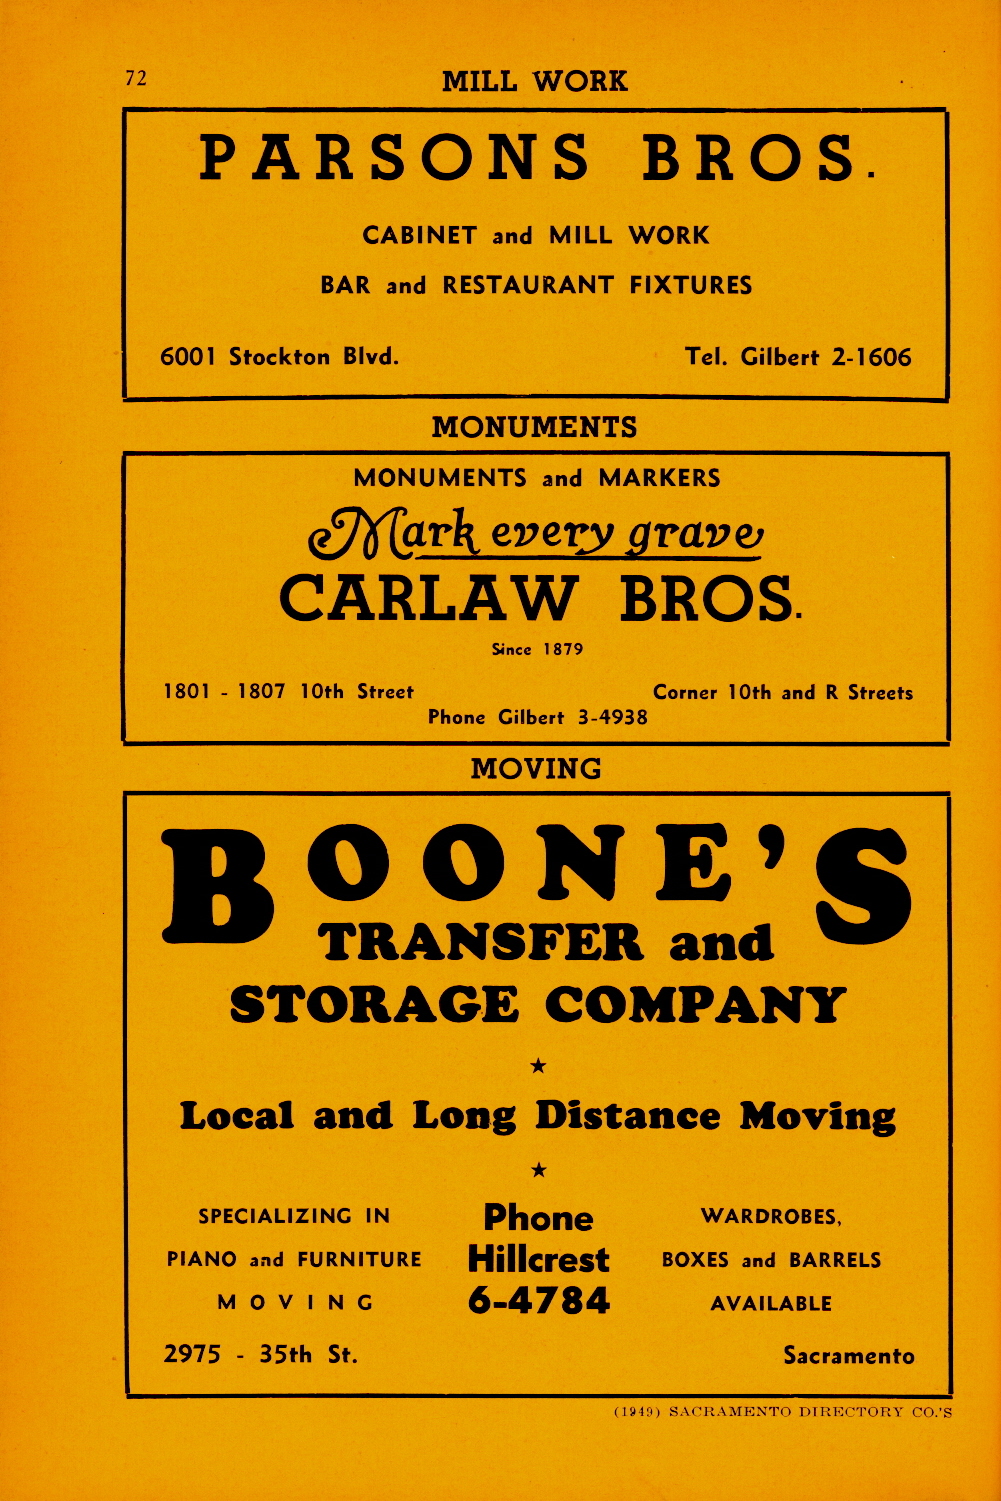 72
MILL WORK
PARSONS BROS.
CABINET and MILL WORK
BAR and RESTAURANT FIXTURES
6001 Stockton Blvd. Tel. Gilbert 2-1606
MONUMENTS
MONUMENTS and MARKERS
Mark every grave
CARLAW BROS.
Since 1879
1801 - 1807 10th Street Corner 10th and R Streets
Phone Gilbert 3-4938
MOVING
BOONE'S
TRANSFER and
STORAGE COMPANY
★
Local and Long Distance Moving
★
SPECIALIZING IN Phone WARDROBES,
PIANO and FURNITURE Hillcrest BOXES and BARRELS
MOVING 6-4784 AVAILABLE
2975 - 35th St. Sacramento
(1949) SACRAMENTO DIRECTORY CO.'S